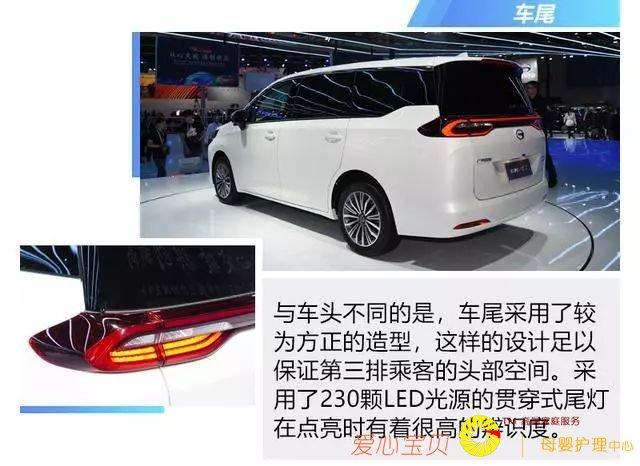 车尾
与车头不同的是，车尾采用了较
为方正的造型，这样的设计足以
保证第三排乘客的头部空间。采
用了230颗LED光源的贯穿式尾灯
在点亮时有着很高的辨识度。
爱心宝贝
母婴护理中心